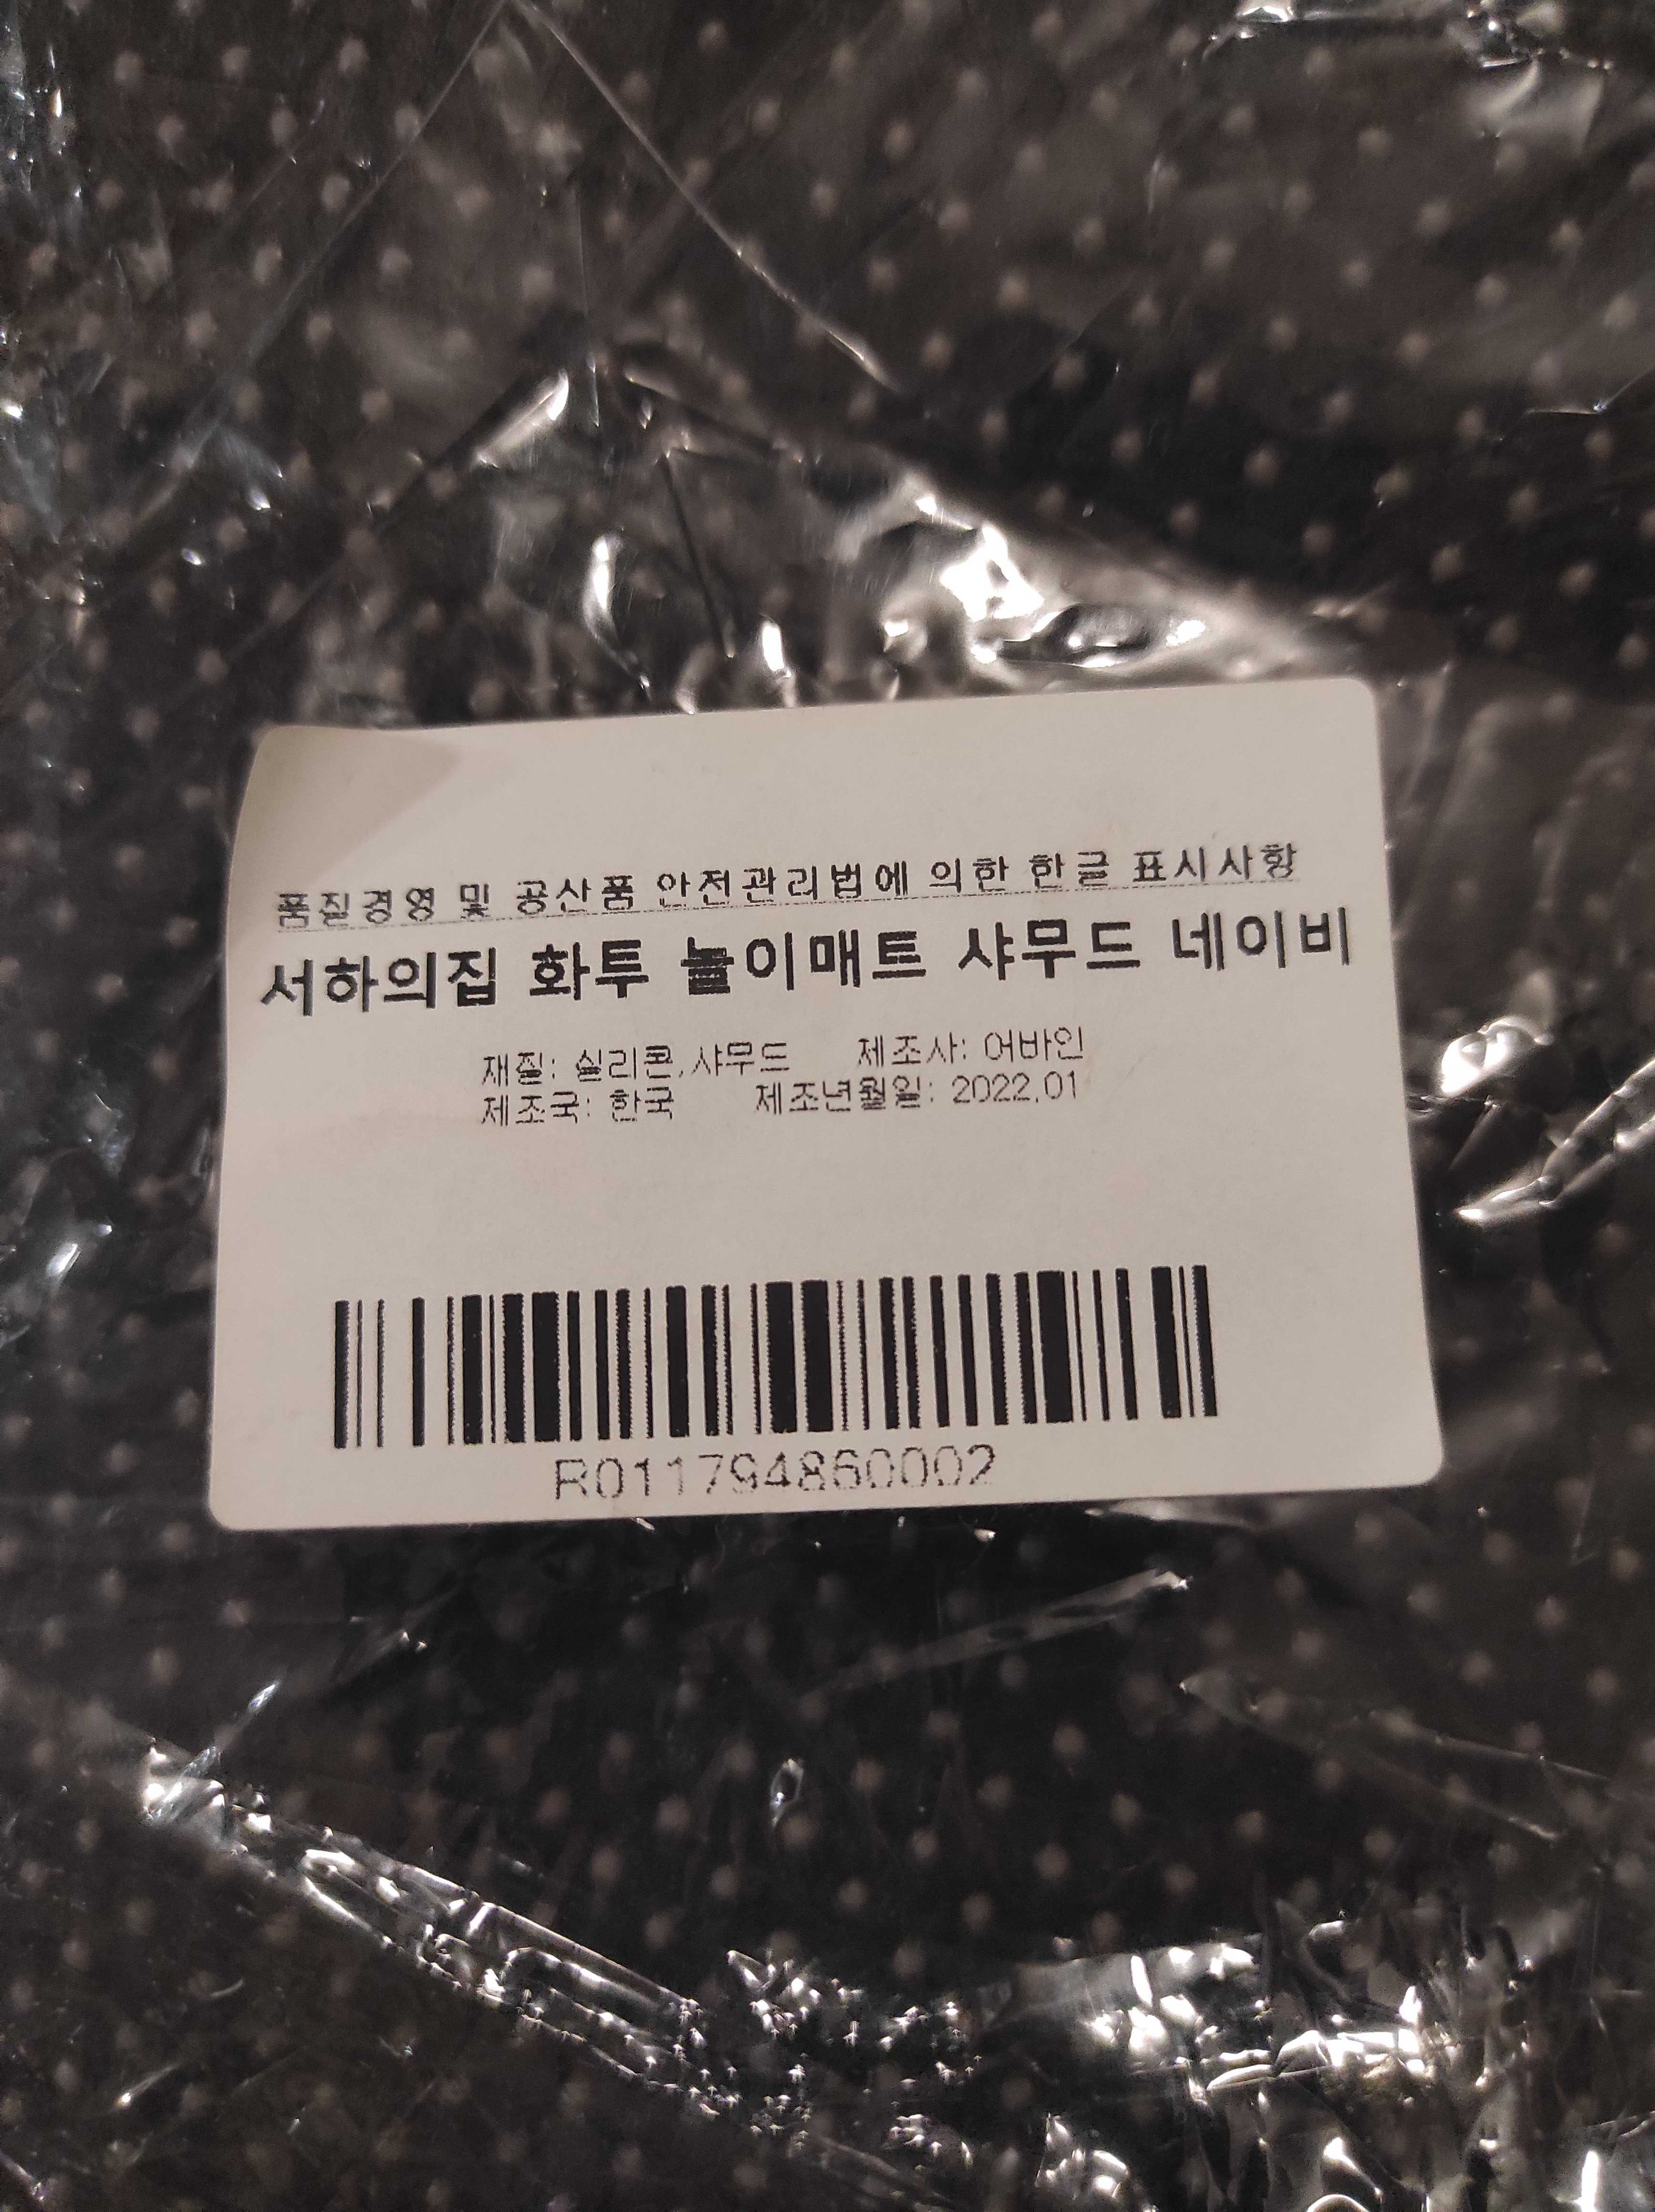 품질경영 및 공산품 안전관리법에 의한 한글 표시사항
서하의집 화투 놀이매트 샤무드 네이비
재질: 실리콘,샤무드 제조사: 어바인
제조국: 한국 제조년월일: 2022.01
R011794860002